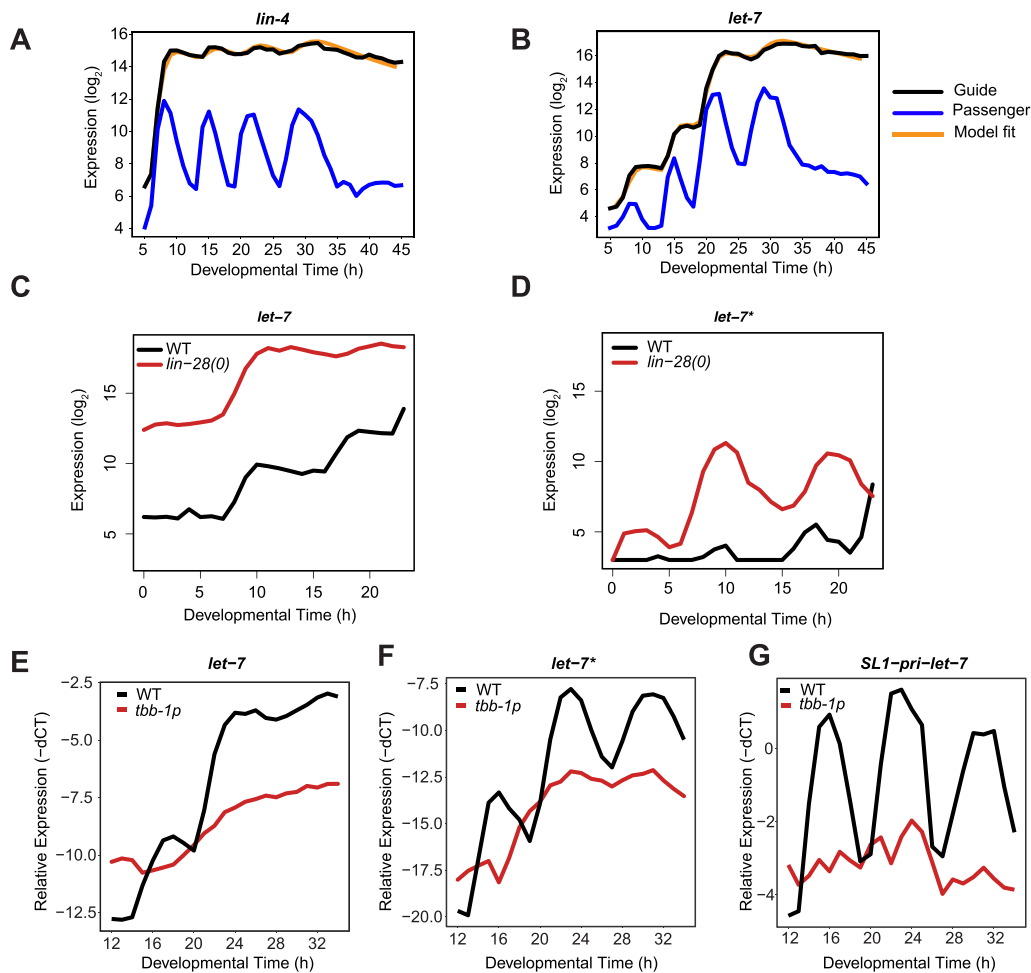 A
lin-4
Expression (log2)
16
14
12
10
8
6
4
5 10 15 20 25 30 35 40 45
Developmental Time (h)
B
let-7
Expression (log2)
16
14
12
10
8
6
4
5 10 15 20 25 30 35 40 45
Developmental Time (h)
Guide
Passenger
Model fit
C
let−7
WT
lin−28(0)
Expression (log2)
15
10
5
0 5 10 15 20
Developmental Time (h)
D
let−7*
WT
lin−28(0)
Expression (log2)
15
10
5
0 5 10 15 20
Developmental Time (h)
E
let−7
WT
tbb-1p
Relative Expression (−dCT)
−2.5
−5.0
−7.5
−10.0
−12.5
12 16 20 24 28 32
Developmental Time (h)
F
let−7*
WT
tbb-1p
Relative Expression (−dCT)
−7.5
−10.0
−12.5
−15.0
−17.5
−20.0
12 16 20 24 28 32
Developmental Time (h)
G
SL1−pri−let−7
WT
tbb-1p
Relative Expression (−dCT)
0
−2
−4
12 16 20 24 28 32
Developmental Time (h)